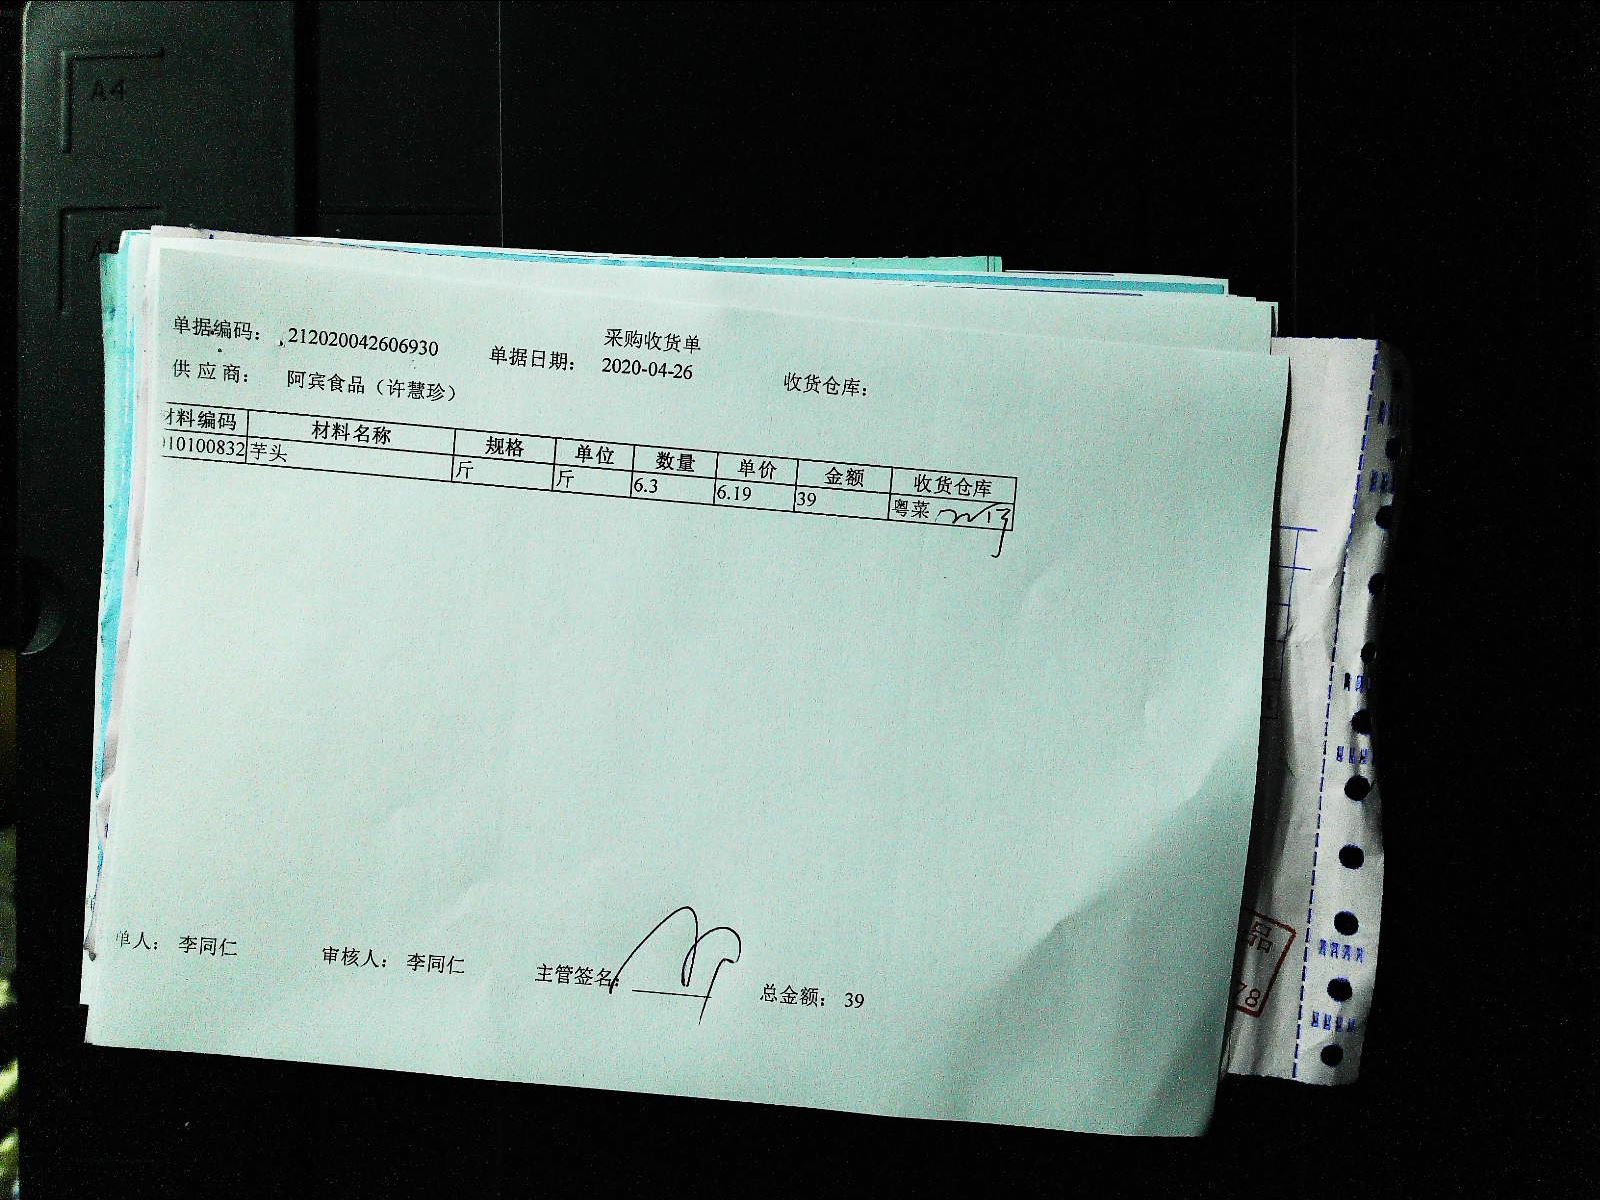 A4
采购收货单
单据编码： 212020042606930 单据日期： 2020-04-26 收货仓库：
供 应 商： 阿宾食品（许慧珍）
材料编码 材料名称 规格 单位 数量 单价 金额 收货仓库
10100832 芋头 斤 斤 6.3 6.19 39 粤菜
单人： 李同仁 审核人： 李同仁 主管签名： 总金额： 39
品
78